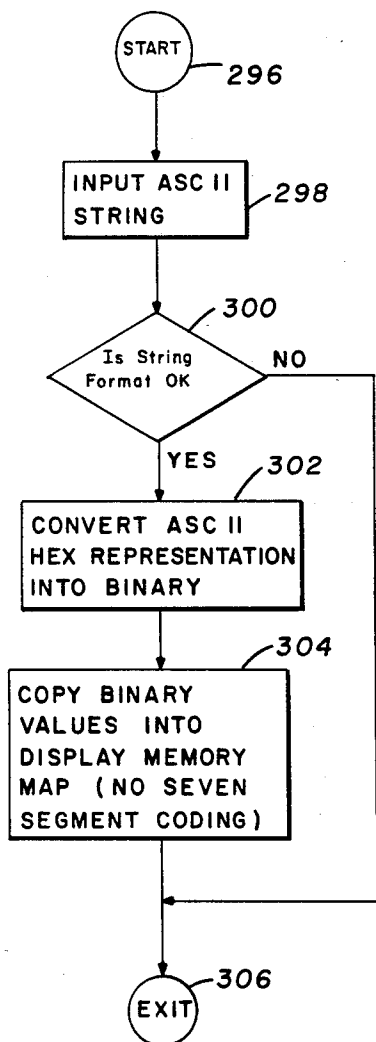 START
296
INPUT ASC II
STRING
298
300
Is String
Format OK
NO
YES
302
CONVERT ASC II
HEX REPRESENTATION
INTO BINARY
304
COPY BINARY
VALUES INTO
DISPLAY MEMORY
MAP (NO SEVEN
SEGMENT CODING)
306
EXIT